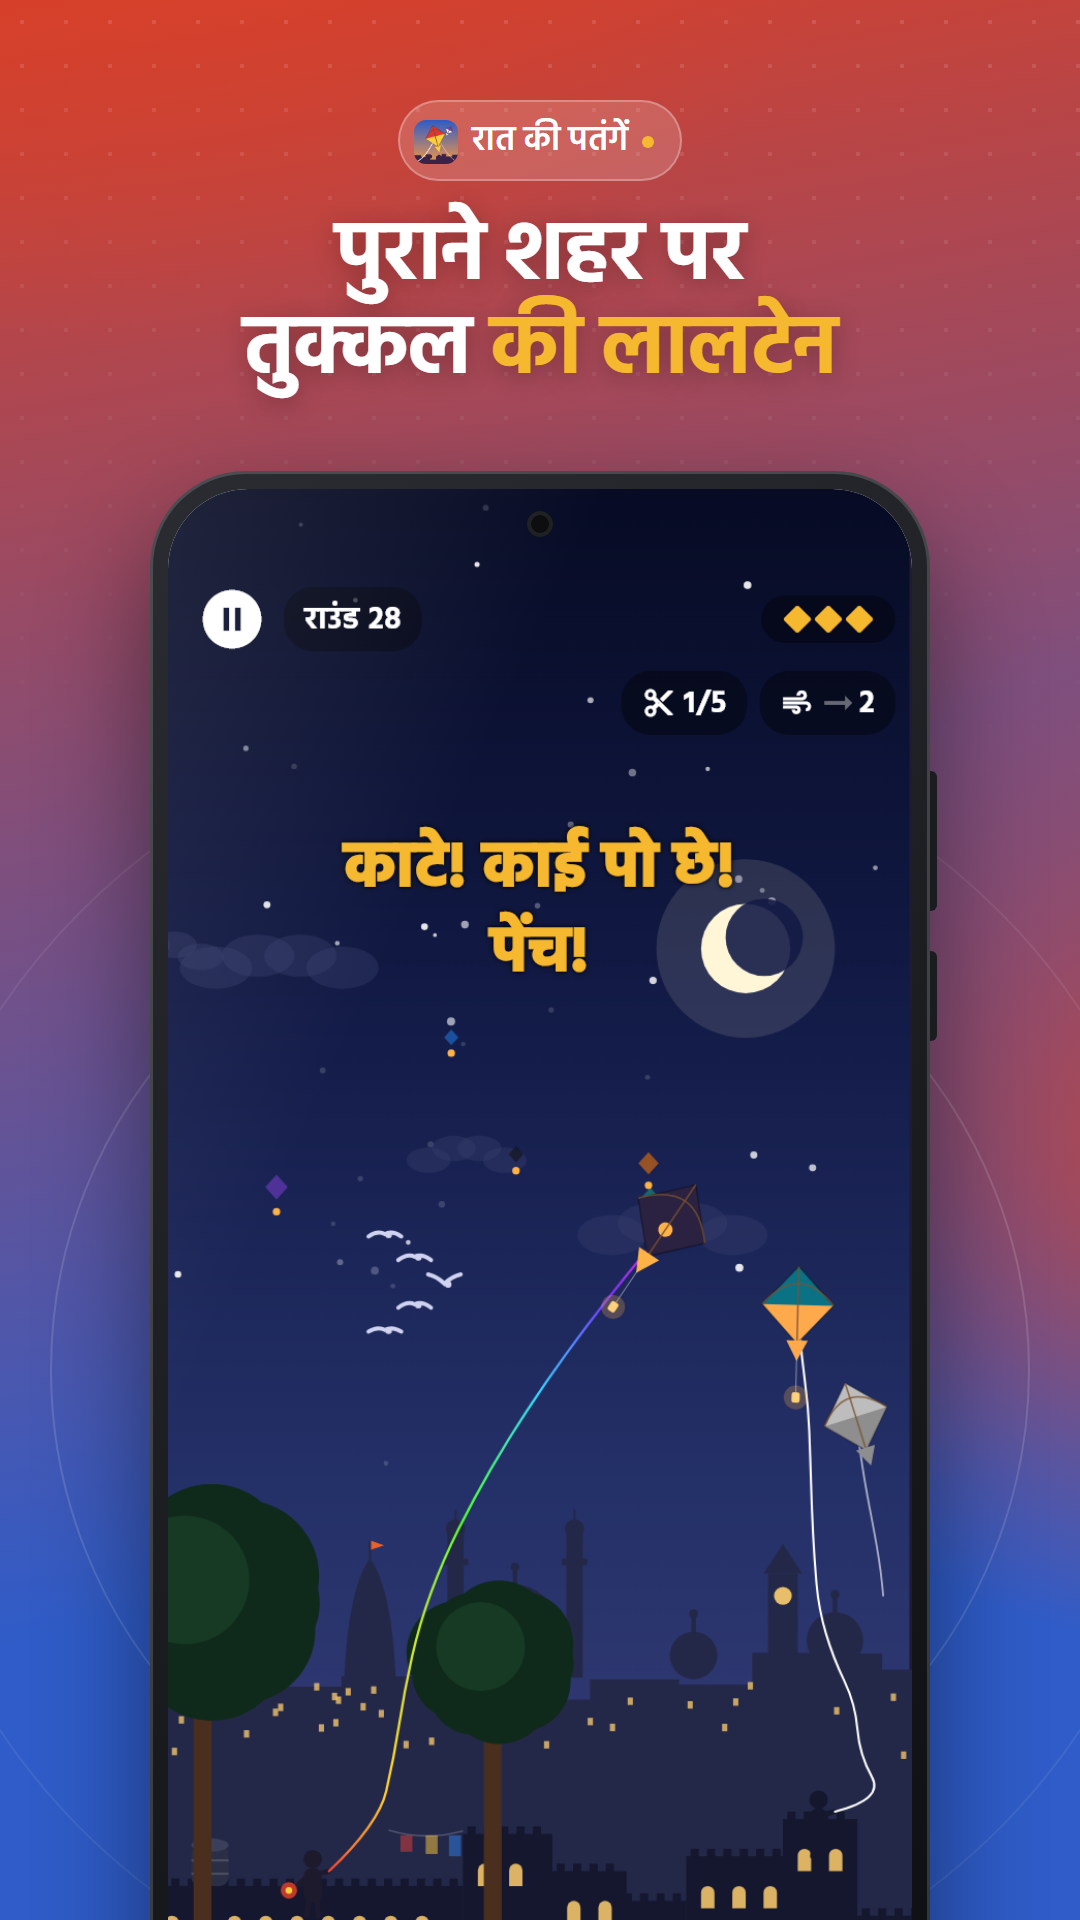 रात की पतंगें
पुराने शहर पर
तुक्कल की लालटेन
राउंड 28
1/5
2
काटे! काई पो छे!
पेंच!